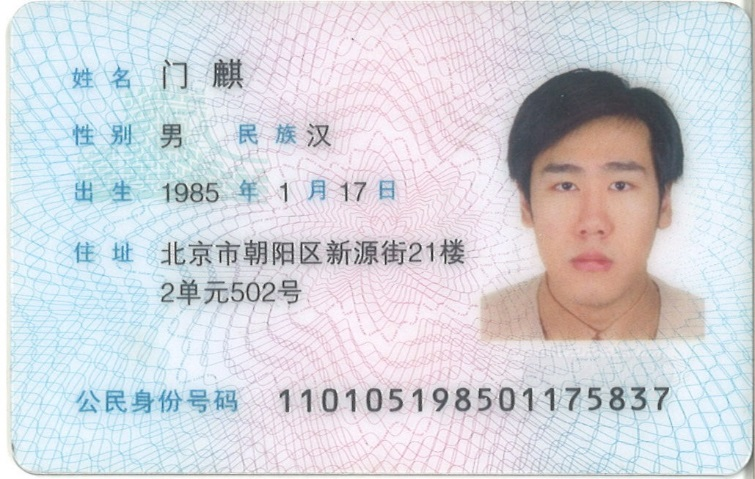 姓名 门麒
性别 男 民族 汉
出生 1985 年 1 月 17 日
住址 北京市朝阳区新源街21楼
2单元502号
公民身份号码 110105198501175837